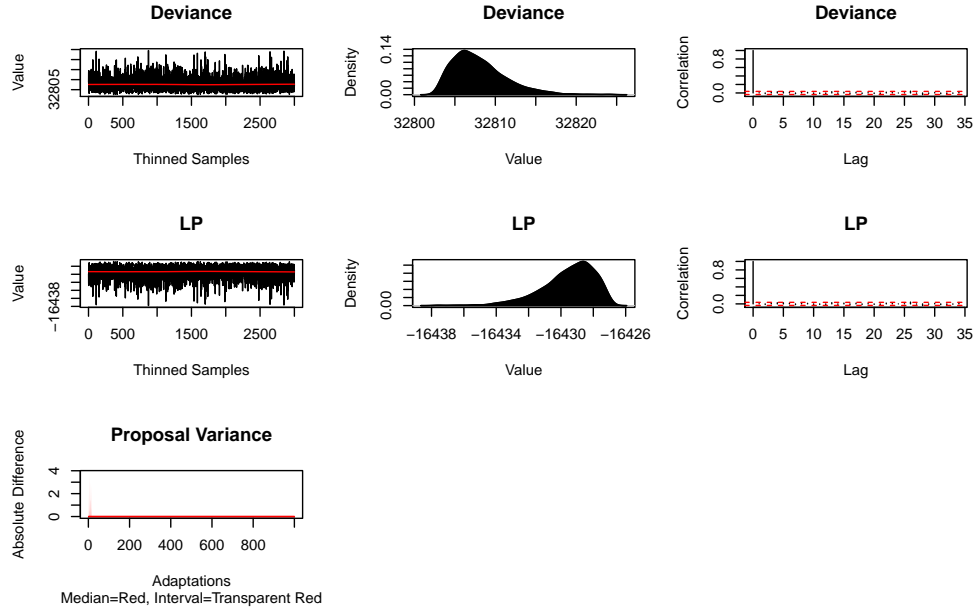 Deviance
Value
32805
0 500 1500 2500
Thinned Samples
Deviance
Density
0.00 0.14
32800 32810 32820
Value
Deviance
Correlation
0.0 0.8
0 5 10 15 20 25 30 35
Lag
LP
Value
−16438
0 500 1500 2500
Thinned Samples
LP
Density
0.00
−16438 −16434 −16430 −16426
Value
LP
Correlation
0.0 0.8
0 5 10 15 20 25 30 35
Lag
Proposal Variance
Absolute Difference
0 2 4
0 200 400 600 800
Adaptations
Median=Red, Interval=Transparent Red